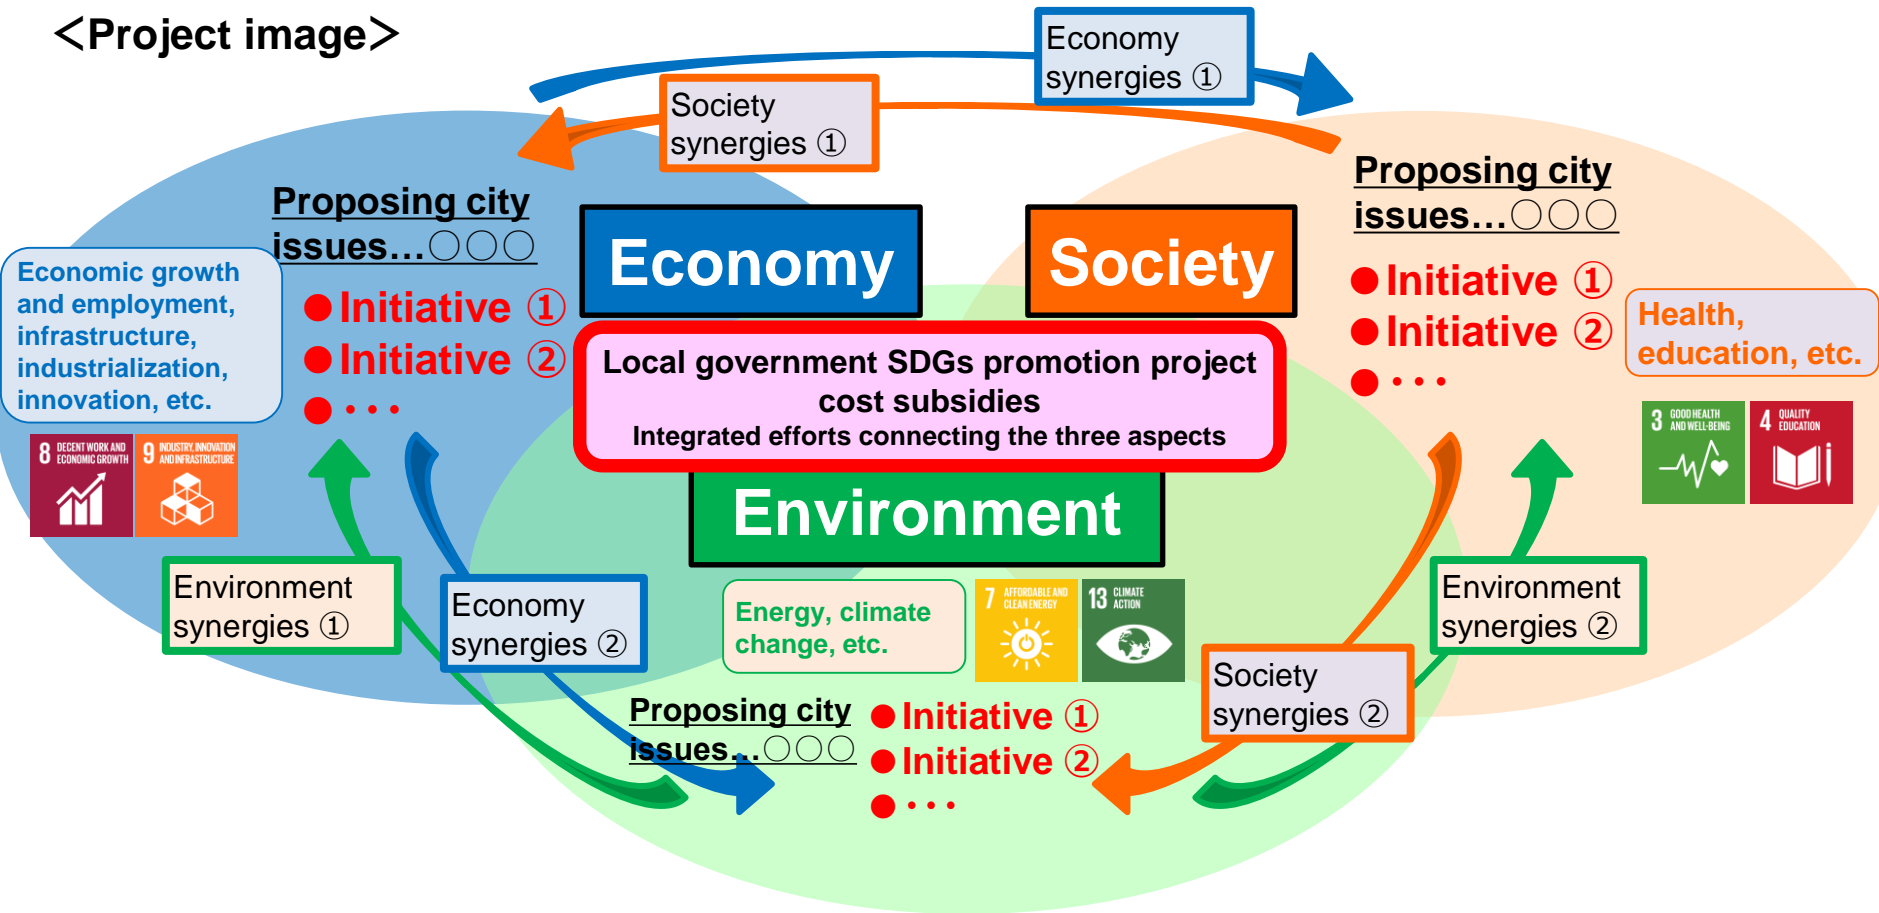 ＜Project image＞
Economy
synergies ①
Society
synergies ①
Proposing city
issues…○○○
Economy
Society
Proposing city
issues…○○○
Economic growth
and employment,
infrastructure,
industrialization,
innovation, etc.
●Initiative ①
●Initiative ②
●･･･
●Initiative ①
●Initiative ②
●･･･
Health,
education, etc.
Local government SDGs promotion project
cost subsidies
Integrated efforts connecting the three aspects
8 DECENT WORK AND
ECONOMIC GROWTH
9 INDUSTRY, INNOVATION
AND INFRASTRUCTURE
3 GOOD HEALTH
AND WELL-BEING
4 QUALITY
EDUCATION
Environment
Environment
synergies ①
Economy
synergies ②
Energy, climate
change, etc.
7 AFFORDABLE AND
CLEAN ENERGY
13 CLIMATE
ACTION
Environment
synergies ②
Society
synergies ②
Proposing city
issues…○○○
●Initiative ①
●Initiative ②
●･･･